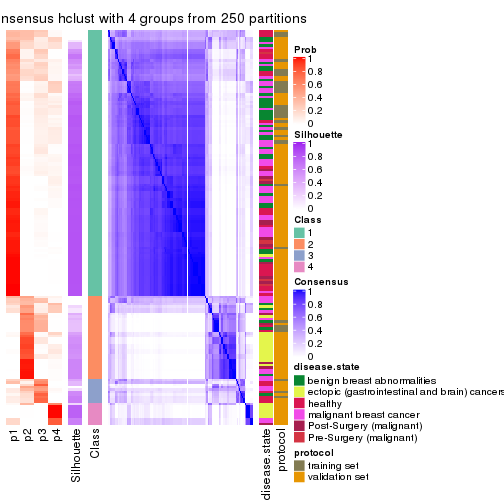 nsensus hclust with 4 groups from 250 partitions
Prob
1
0.8
0.6
0.4
0.2
0
Silhouette
1
0.8
0.6
0.4
0.2
0
Class
1
2
3
4
Consensus
1
0.8
0.6
0.4
0.2
0
disease.state
benign breast abnormalities
ectopic (gastrointestinal and brain) cancers
healthy
malignant breast cancer
Post-Surgery (malignant)
Pre-Surgery (malignant)
protocol
training set
validation set
p1
p2
p3
p4
Silhouette
Class
disease.state
protocol